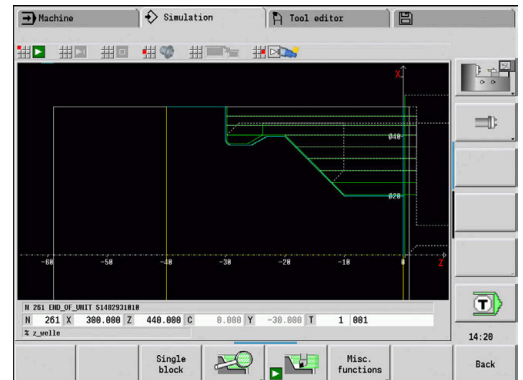 Machine
Simulation
Tool editor
X
Ø40
Ø20
-60 -50 -40 -30 -20 -10 0 Z
N 261 END_OF_UNIT S1482931010
N 261 X 300.000 Z 440.000 C 0.000 Y -30.000 T 1 001
% z_welle
T
14:20
Single block
Misc. functions
Back